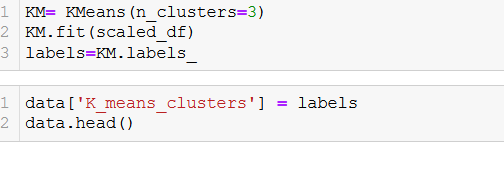 1 KM= KMeans(n_clusters=3)
2 KM.fit(scaled_df)
3 labels=KM.labels_
1 data['K_means_clusters'] = labels
2 data.head()